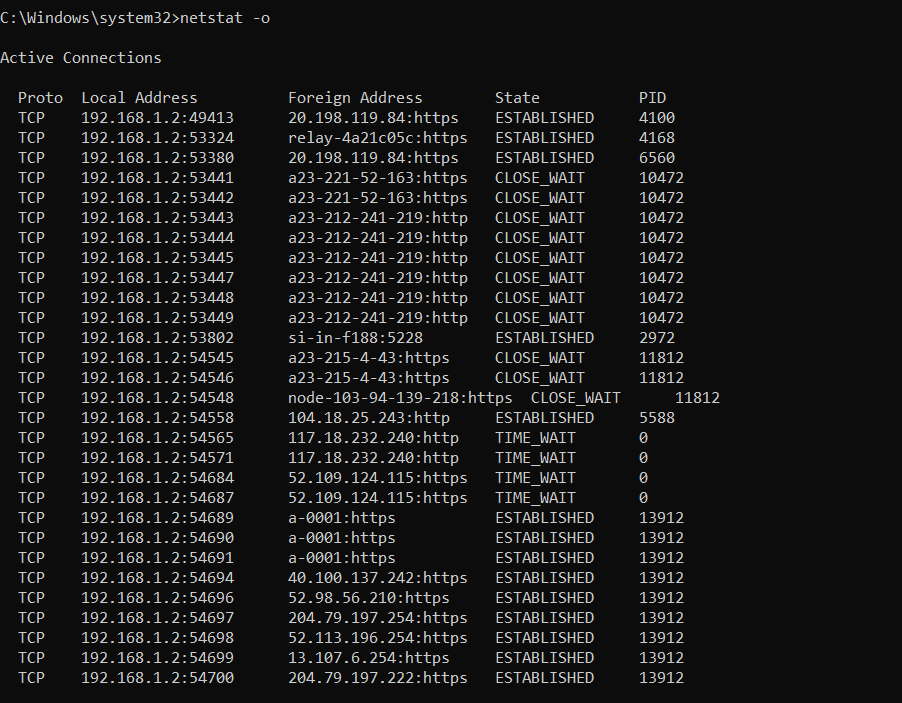 C:\Windows\system32>netstat -o
Active Connections
Proto  Local Address          Foreign Address        State           PID
TCP    192.168.1.2:49413      20.198.119.84:https    ESTABLISHED     4100
TCP    192.168.1.2:53324      relay-4a21c05c:https   ESTABLISHED     4168
TCP    192.168.1.2:53380      20.198.119.84:https    ESTABLISHED     6560
TCP    192.168.1.2:53441      a23-221-52-163:https   CLOSE_WAIT      10472
TCP    192.168.1.2:53442      a23-221-52-163:https   CLOSE_WAIT      10472
TCP    192.168.1.2:53443      a23-212-241-219:http   CLOSE_WAIT      10472
TCP    192.168.1.2:53444      a23-212-241-219:http   CLOSE_WAIT      10472
TCP    192.168.1.2:53445      a23-212-241-219:http   CLOSE_WAIT      10472
TCP    192.168.1.2:53447      a23-212-241-219:http   CLOSE_WAIT      10472
TCP    192.168.1.2:53448      a23-212-241-219:http   CLOSE_WAIT      10472
TCP    192.168.1.2:53449      a23-212-241-219:http   CLOSE_WAIT      10472
TCP    192.168.1.2:53802      si-in-f188:5228        ESTABLISHED     2972
TCP    192.168.1.2:54545      a23-215-4-43:https     CLOSE_WAIT      11812
TCP    192.168.1.2:54546      a23-215-4-43:https     CLOSE_WAIT      11812
TCP    192.168.1.2:54548      node-103-94-139-218:https  CLOSE_WAIT      11812
TCP    192.168.1.2:54558      104.18.25.243:http     ESTABLISHED     5588
TCP    192.168.1.2:54565      117.18.232.240:http    TIME_WAIT       0
TCP    192.168.1.2:54571      117.18.232.240:http    TIME_WAIT       0
TCP    192.168.1.2:54684      52.109.124.115:https   TIME_WAIT       0
TCP    192.168.1.2:54687      52.109.124.115:https   TIME_WAIT       0
TCP    192.168.1.2:54689      a-0001:https           ESTABLISHED     13912
TCP    192.168.1.2:54690      a-0001:https           ESTABLISHED     13912
TCP    192.168.1.2:54691      a-0001:https           ESTABLISHED     13912
TCP    192.168.1.2:54694      40.100.137.242:https   ESTABLISHED     13912
TCP    192.168.1.2:54696      52.98.56.210:https     ESTABLISHED     13912
TCP    192.168.1.2:54697      204.79.197.254:https   ESTABLISHED     13912
TCP    192.168.1.2:54698      52.113.196.254:https   ESTABLISHED     13912
TCP    192.168.1.2:54699      13.107.6.254:https     ESTABLISHED     13912
TCP    192.168.1.2:54700      204.79.197.222:https   ESTABLISHED     13912